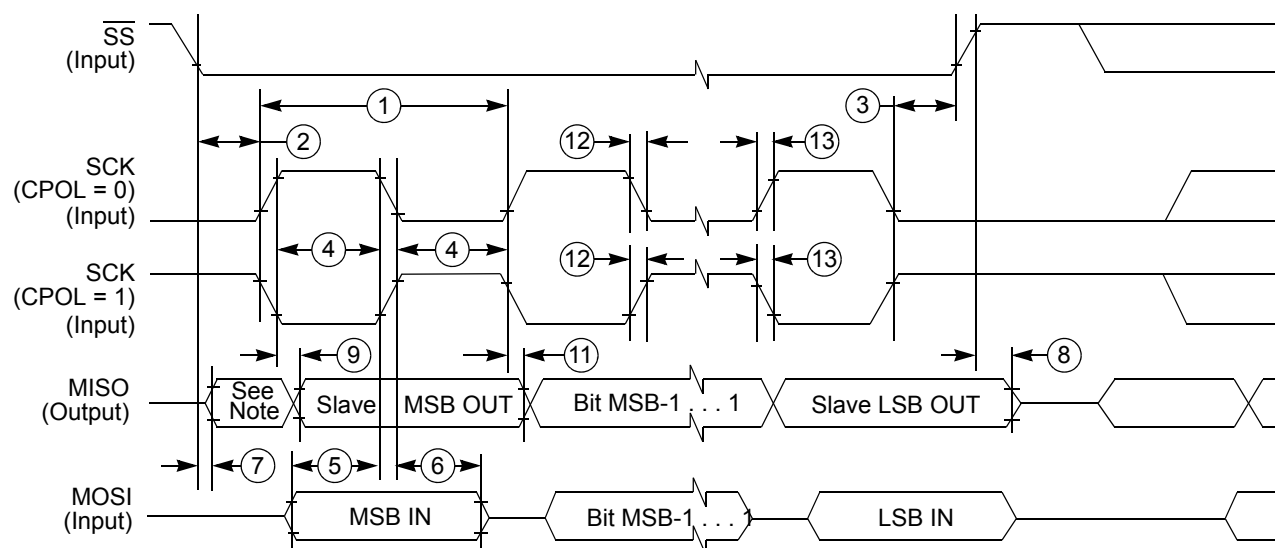 SS
(Input)
1
3
2
12
13
SCK
(CPOL = 0)
(Input)
4
4
SCK
(CPOL = 1)
(Input)
12
13
9
11
8
MISO
(Output)
See
Note
Slave
MSB OUT
Bit MSB-1 . . . 1
Slave LSB OUT
7
5
6
MOSI
(Input)
MSB IN
Bit MSB-1 . . . 1
LSB IN